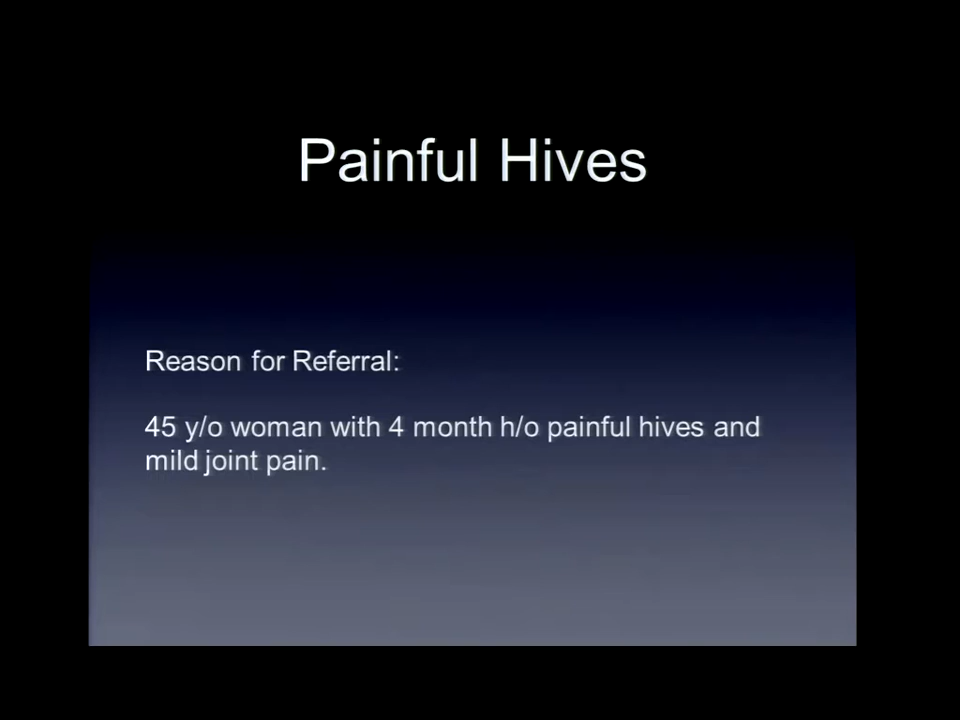 Painful Hives
Reason for Referral:
45 y/o woman with 4 month h/o painful hives and
mild joint pain.